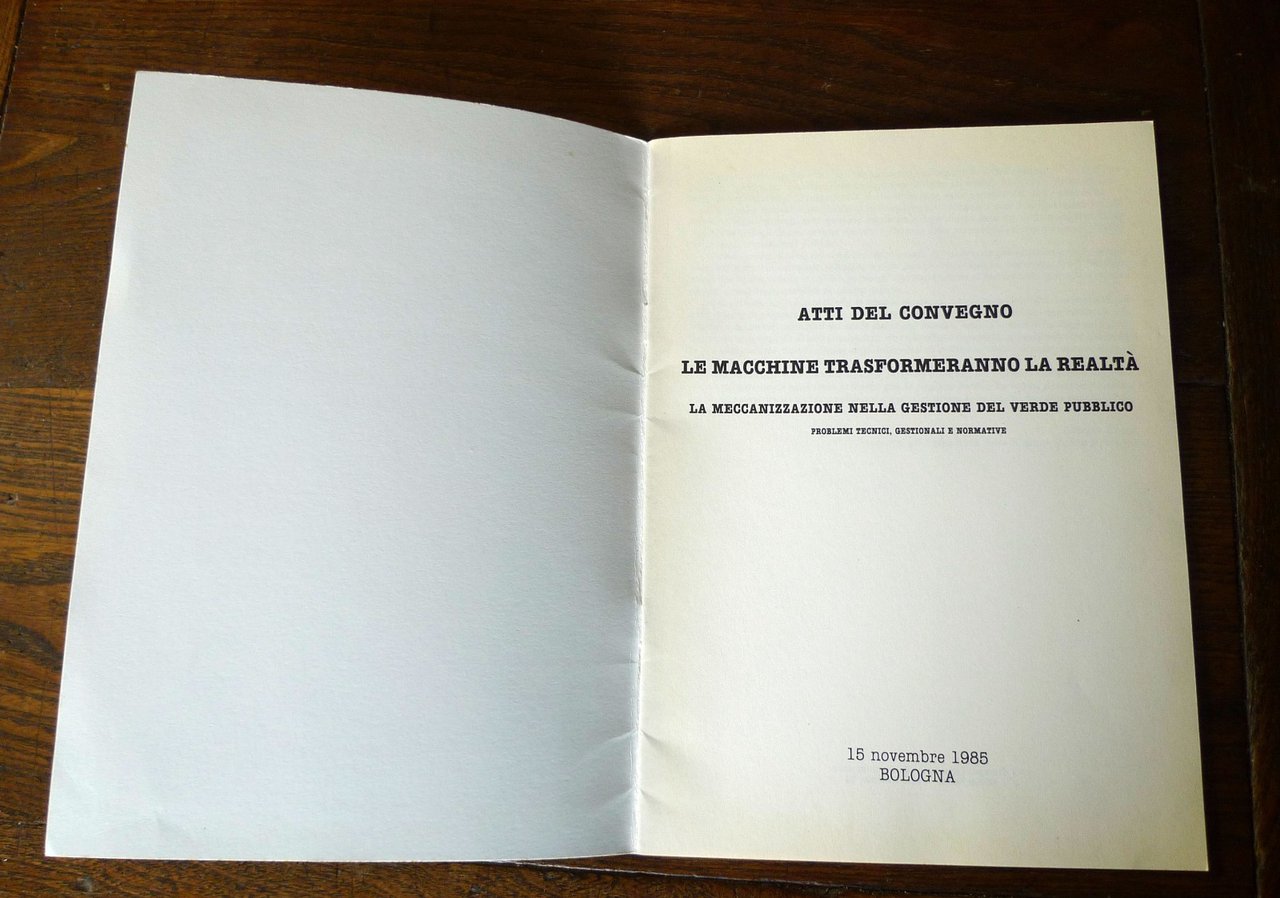 ATTI DEL CONVEGNO
LE MACCHINE TRASFORMERANNO LA REALTÀ
LA MECCANIZZAZIONE NELLA GESTIONE DEL VERDE PUBBLICO
PROBLEMI TECNICI, GESTIONALI E NORMATIVE
15 novembre 1985
BOLOGNA